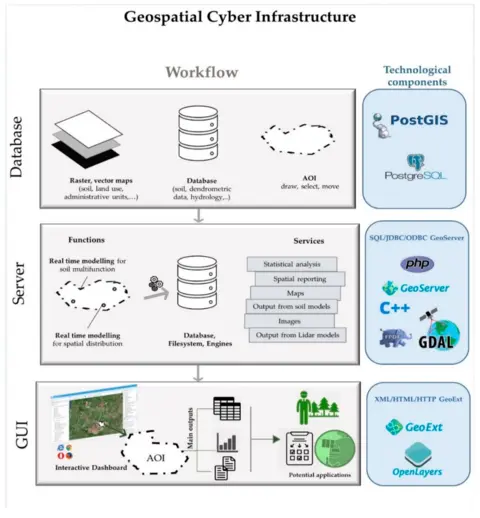 Geospatial Cyber Infrastructure
Workflow
Technological
components
Database
Raster, vector maps
(soil, land use,
administrative units,...)
Database
(soil, dendrometric
data, hydrology,..)
AOI
draw, select, move
PostGIS
PostgreSQL
Server
Functions
Real time modelling for
soil multifunction
Real time modelling
for spatial distribution
Database,
Filesystem, Engines
Services
Statistical analysis
Spatial reporting
Maps
Output from soil models
Images
Output from Lidar models
SQL/JDBC/ODBC GeoServer
php
GeoServer
C++
GDAL
GUI
Interactive Dashboard
AOI
Main outputs
Potential applications
XML/HTML/HTTP GeoExt
GeoExt
OpenLayers